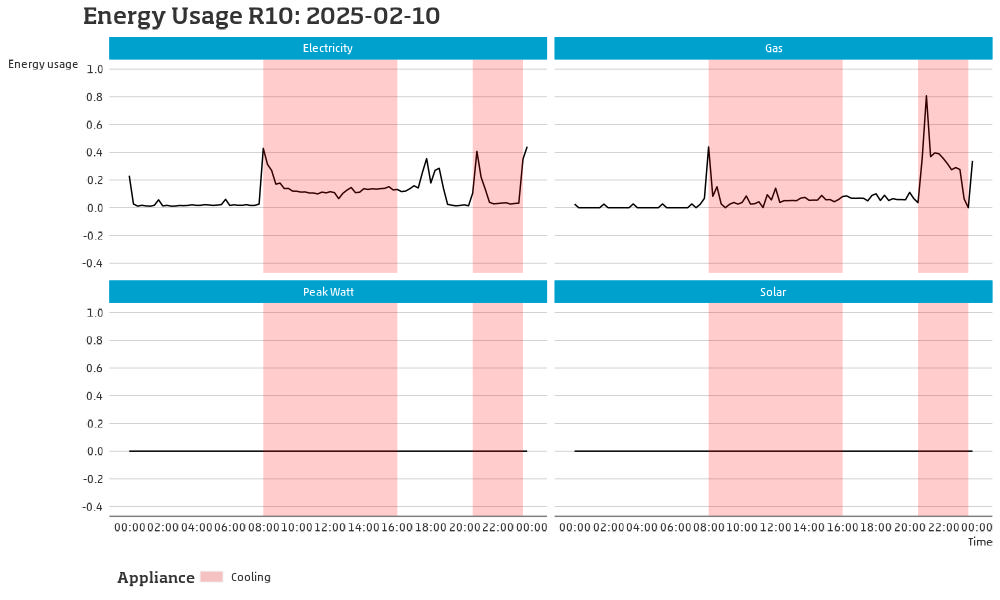 Energy Usage R10: 2025-02-10
Electricity
Gas
Energy usage
1.0
0.8
0.6
0.4
0.2
0.0
-0.2
-0.4
Peak Watt
Solar
1.0
0.8
0.6
0.4
0.2
0.0
-0.2
-0.4
00:00 02:00 04:00 06:00 08:00 10:00 12:00 14:00 16:00 18:00 20:00 22:00 00:00
00:00 02:00 04:00 06:00 08:00 10:00 12:00 14:00 16:00 18:00 20:00 22:00 00:00
Time
Appliance Cooling